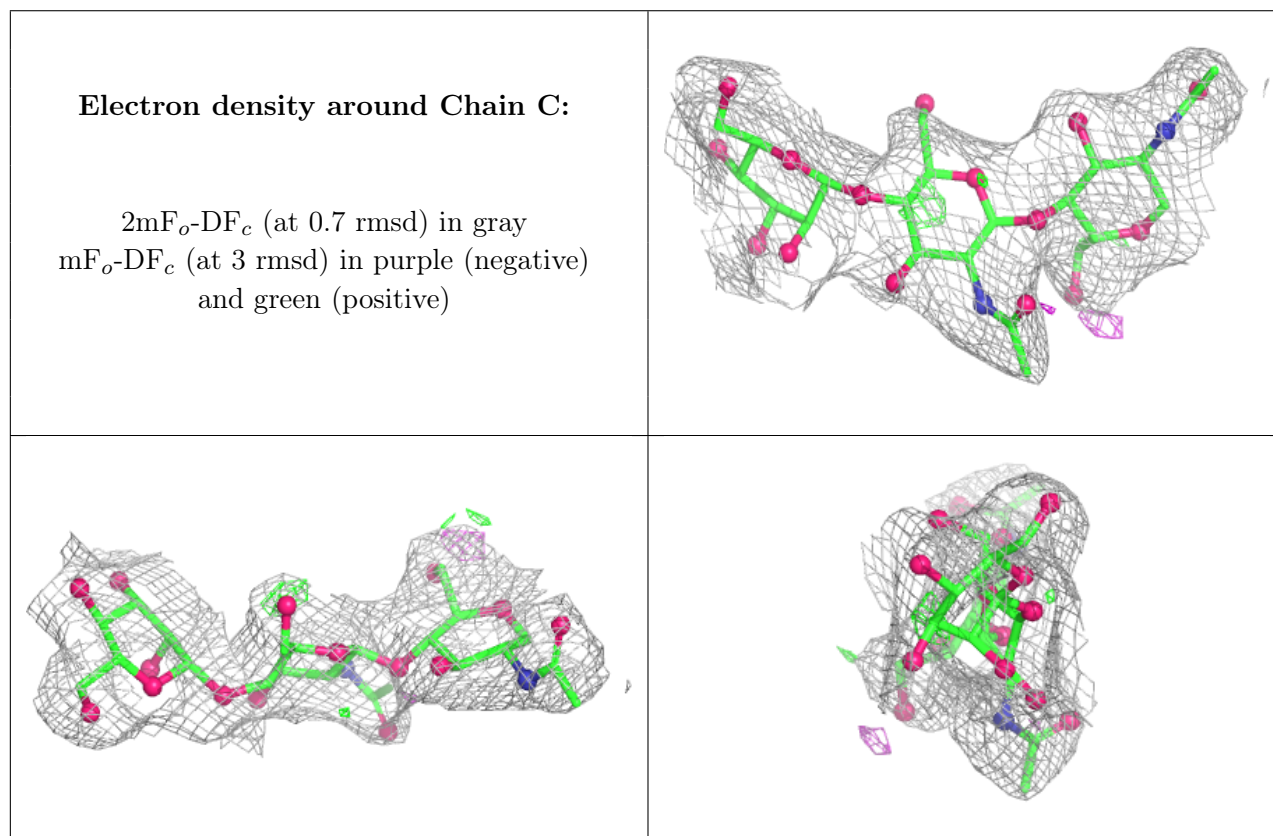 Electron density around Chain C:
2mFo-DFc (at 0.7 rmsd) in gray
mFo-DFc (at 3 rmsd) in purple (negative)
and green (positive)